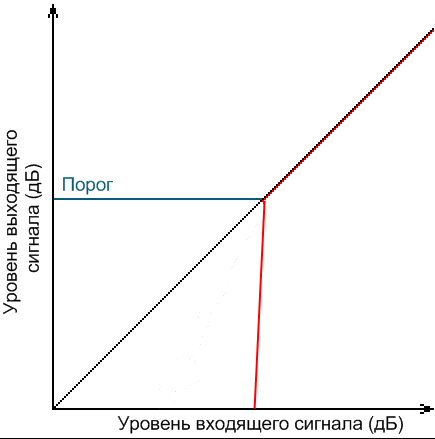 Уровень выходящего
сигнала (дБ)
Порог
Уровень входящего сигнала (дБ)